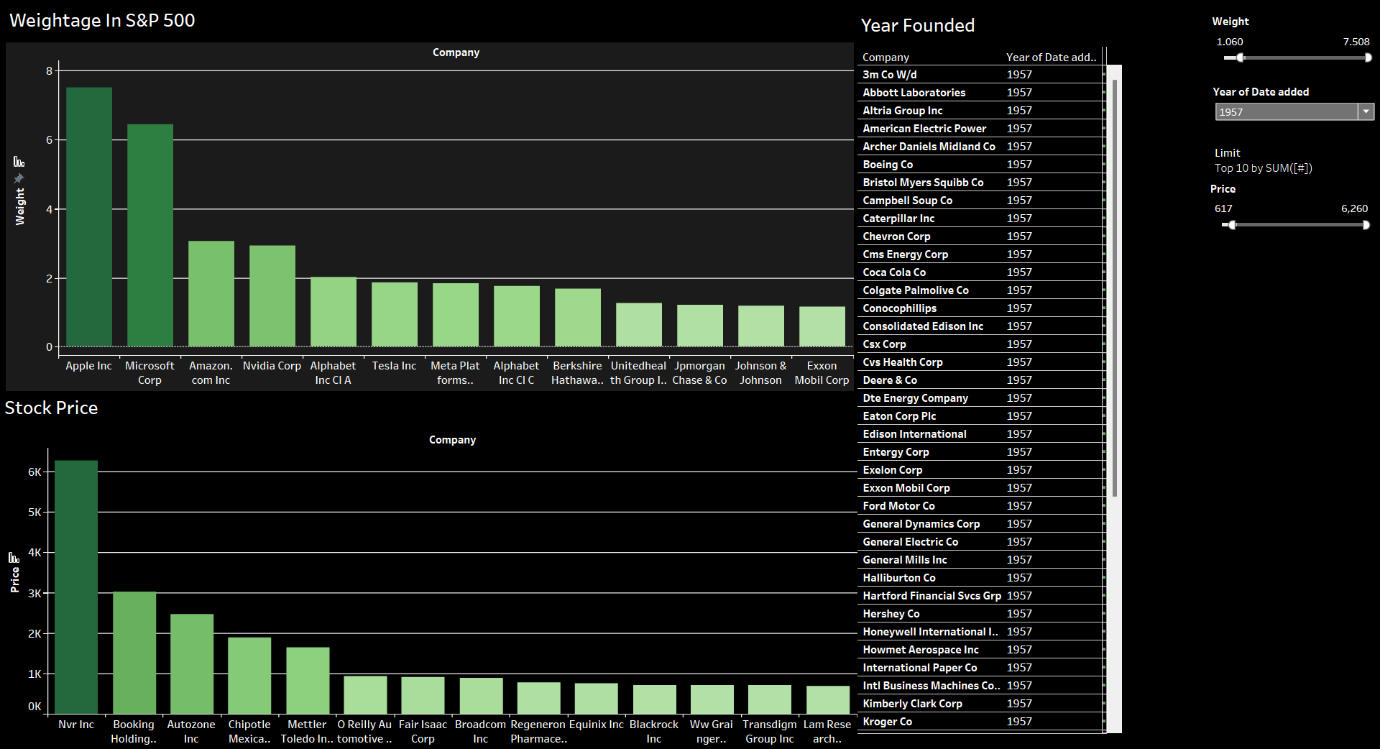 Weightage In S&P 500
Company
8
6
4
2
0
Weight
Apple Inc
Microsoft
Corp
Amazon.
com Inc
Nvidia Corp
Alphabet
Inc Cl A
Tesla Inc
Meta Plat
forms..
Alphabet
Inc Cl C
Berkshire
Hathawa..
Unitedheal
th Group I..
Jpmorgan
Chase & Co
Johnson &
Johnson
Exxon
Mobil Corp
Stock Price
Company
6K
5K
4K
3K
2K
1K
0K
Price
Nvr Inc
Booking
Holding..
Autozone
Inc
Chipotle
Mexica..
Mettler
Toledo In..
O Reilly Au
tomotive ..
Fair Isaac
Corp
Broadcom
Inc
Regeneron
Pharmace..
Equinix Inc
Blackrock
Inc
Ww Grai
nger..
Transdigm
Group Inc
Lam Rese
arch..
Year Founded
Company Year of Date add..
3m Co W/d 1957
Abbott Laboratories 1957
Altria Group Inc 1957
American Electric Power 1957
Archer Daniels Midland Co 1957
Boeing Co 1957
Bristol Myers Squibb Co 1957
Campbell Soup Co 1957
Caterpillar Inc 1957
Chevron Corp 1957
Cms Energy Corp 1957
Coca Cola Co 1957
Colgate Palmolive Co 1957
Conocophillips 1957
Consolidated Edison Inc 1957
Csx Corp 1957
Cvs Health Corp 1957
Deere & Co 1957
Dte Energy Company 1957
Eaton Corp Plc 1957
Edison International 1957
Entergy Corp 1957
Exelon Corp 1957
Exxon Mobil Corp 1957
Ford Motor Co 1957
General Dynamics Corp 1957
General Electric Co 1957
General Mills Inc 1957
Halliburton Co 1957
Hartford Financial Svcs Grp 1957
Hershey Co 1957
Honeywell International I.. 1957
Howmet Aerospace Inc 1957
International Paper Co 1957
Intl Business Machines Co.. 1957
Kimberly Clark Corp 1957
Kroger Co 1957
Weight
1.060 7.508
Year of Date added
1957
Limit
Top 10 by SUM([#])
Price
617 6,260